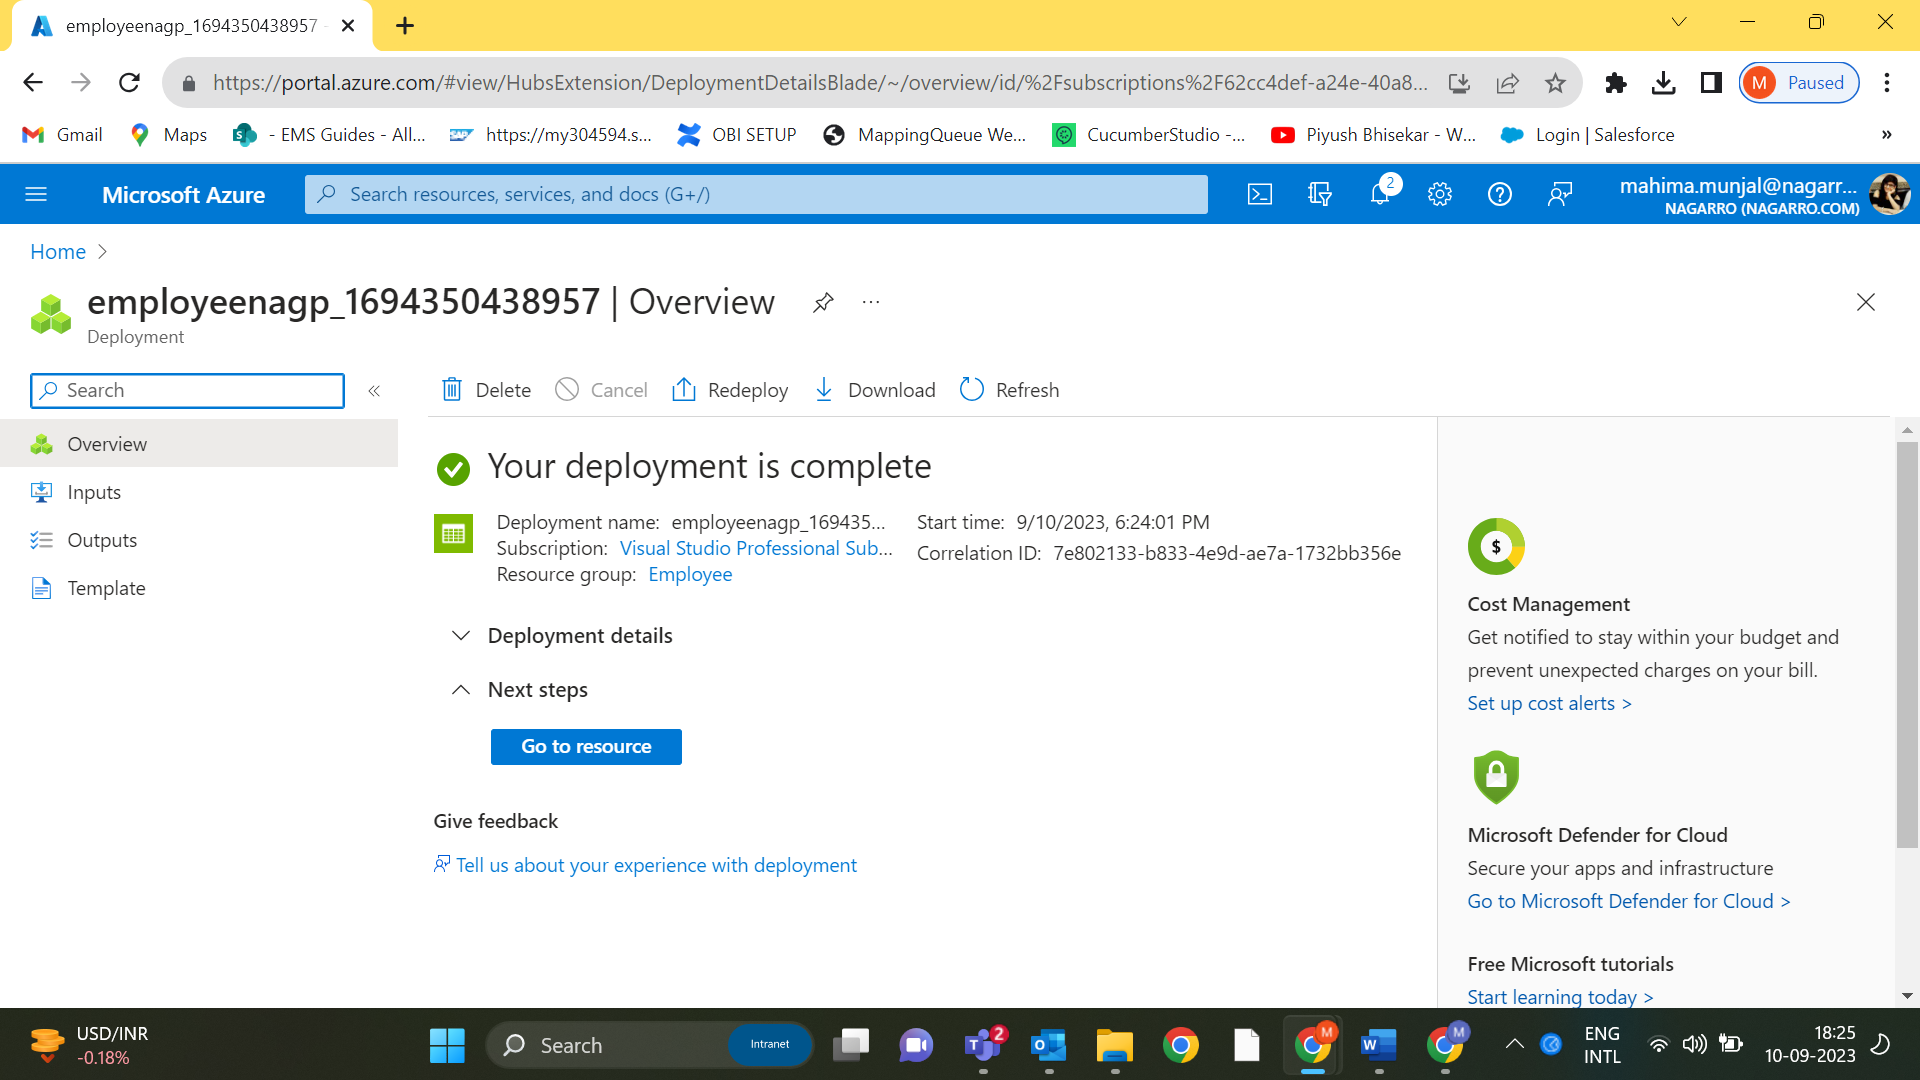 employeenagp_1694350438957
https://portal.azure.com/#view/HubsExtension/DeploymentDetailsBlade/~/overview/id/%2Fsubscriptions%2F62cc4def-a24e-40a8...
M Paused
Gmail Maps - EMS Guides - All... https://my304594.s... OBI SETUP MappingQueue We... CucumberStudio -... Piyush Bhisekar - W... Login | Salesforce »
Microsoft Azure
Search resources, services, and docs (G+/)
2
mahima.munjal@nagarr...
NAGARRO (NAGARRO.COM)
Home
employeenagp_1694350438957 | Overview
Deployment
Search
Delete Cancel Redeploy Download Refresh
Overview
Inputs
Outputs
Template
Your deployment is complete
Deployment name: employeenagp_169435...
Subscription: Visual Studio Professional Sub...
Resource group: Employee
Start time: 9/10/2023, 6:24:01 PM
Correlation ID: 7e802133-b833-4e9d-ae7a-1732bb356e
Deployment details
Next steps
Go to resource
Give feedback
Tell us about your experience with deployment
$
Cost Management
Get notified to stay within your budget and
prevent unexpected charges on your bill.
Set up cost alerts >
Microsoft Defender for Cloud
Secure your apps and infrastructure
Go to Microsoft Defender for Cloud >
Free Microsoft tutorials
Start learning today >
USD/INR
-0.18%
Search
Intranet
2
M
M
ENG
INTL
18:25
10-09-2023